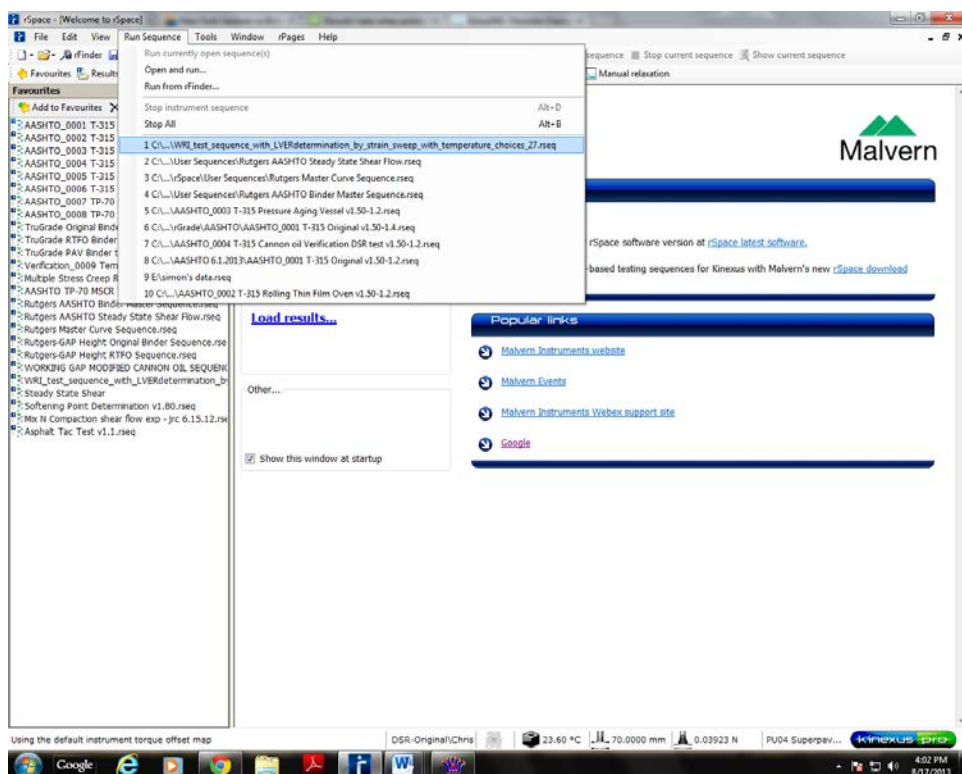 rSpace - [Welcome to rSpace]
File Edit View Run Sequence Tools Window rPages Help
rFinder
sequence Stop current sequence Show current sequence
Favourites Results
Manual relaxation
Run currently open sequence(s)
Open and run...
Run from rFinder...
Stop instrument sequence Alt+D
Stop All Alt+B
1 C:\...\WRI_test_sequence_with_LVERdetermination_by_strain_sweep_with_temperature_choices_27.rseq
2 C:\...\User Sequences\Rutgers AASHTO Steady State Shear Flow.rseq
3 C:\...\rSpace\User Sequences\Rutgers Master Curve Sequence.rseq
4 C:\...\User Sequences\Rutgers AASHTO Binder Master Sequence.rseq
5 C:\...\AASHTO_0003 T-315 Pressure Aging Vessel v1.50-1.2.rseq
6 C:\...\rGrade\AASHTO\AASHTO_0001 T-315 Original v1.50-1.4.rseq
7 C:\...\AASHTO_0004 T-315 Cannon oil Verification DSR test v1.50-1.2.rseq
8 C:\...\AASHTO 6.1.2013\AASHTO_0001 T-315 Original v1.50-1.2.rseq
9 E:\simon's data.rseq
10 C:\...\AASHTO_0002 T-315 Rolling Thin Film Oven v1.50-1.2.rseq
Favourites
Add to Favourites
AASHTO_0001 T-315
AASHTO_0002 T-315
AASHTO_0003 T-315
AASHTO_0004 T-315
AASHTO_0005 T-315
AASHTO_0006 T-315
AASHTO_0007 TP-70
AASHTO_0008 TP-70
TruGrade Original Binde
TruGrade RTFO Binder
TruGrade PAV Binder t
Verification_0009 Tem
Multiple Stress Creep R
AASHTO TP-70 MSCR
Rutgers AASHTO Binder Master Sequence.rseq
Rutgers AASHTO Steady State Shear Flow.rseq
Rutgers Master Curve Sequence.rseq
Rutgers-GAP Height Original Binder Sequence.rse
Rutgers-GAP Height RTFO Sequence.rseq
WORKING GAP MODIFIED CANNON OIL SEQUENC
WRI_test_sequence_with_LVERdetermination_b
Steady State Shear
Softening Point Determination v1.80.rseq
Mix N Compaction shear flow exp - jrc 6.15.12.rse
Asphalt Tac Test v1.1.rseq
Malvern
rSpace software version at rSpace latest software.
-based testing sequences for Kinexus with Malvern's new rSpace download
Load results...
Other...
Show this window at startup
Popular links
Malvern Instruments website
Malvern Events
Malvern Instruments Webex support site
Google
Using the default instrument torque offset map
DSR-Original\Chris 23.60 °C 70.0000 mm 0.03923 N PU04 Superpav... kinexus pro
Google
4:02 PM
8/17/2013